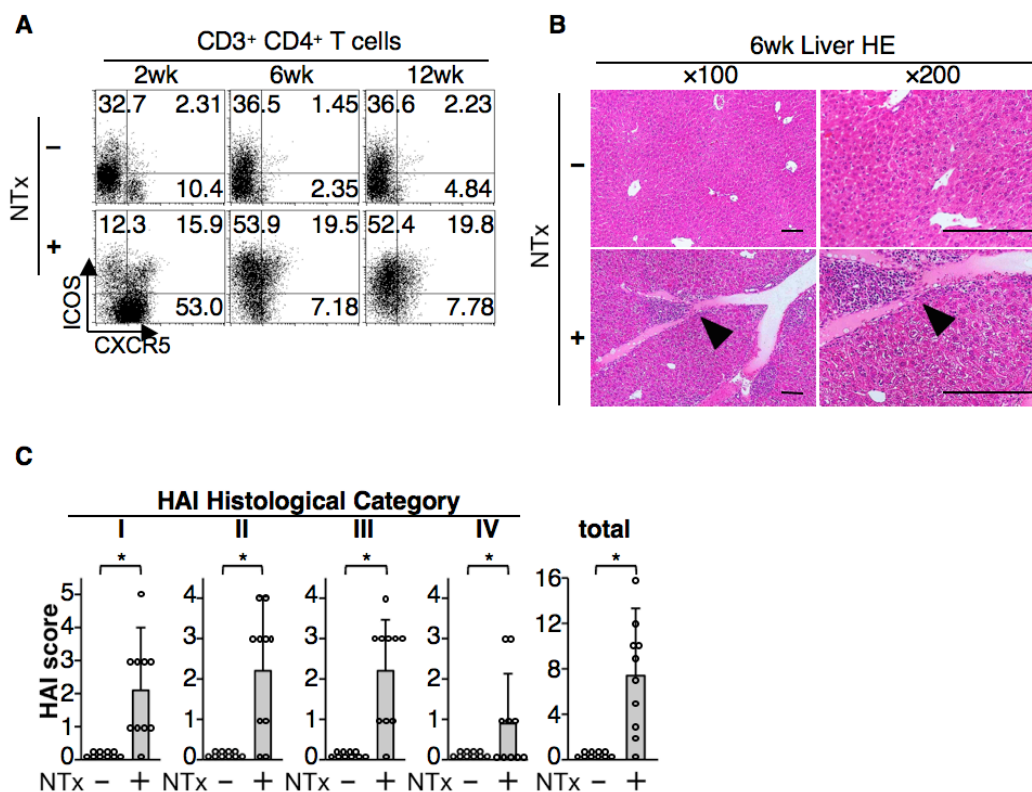 A
CD3⁺ CD4⁺ T cells
2wk 6wk 12wk
NTx
−
32.7 2.31 36.5 1.45 36.6 2.23
10.4 2.35 4.84
+
12.3 15.9 53.9 19.5 52.4 19.8
53.0 7.18 7.78
ICOS
CXCR5
B
6wk Liver HE
×100 ×200
NTx
−
+
C
HAI Histological Category
I II III IV total
* * * * *
HAI score
5 4 3 2 1 0
4 3 2 1 0
4 3 2 1 0
4 3 2 1 0
16 12 8 4 0
NTx − + NTx − + NTx − + NTx − + NTx − +